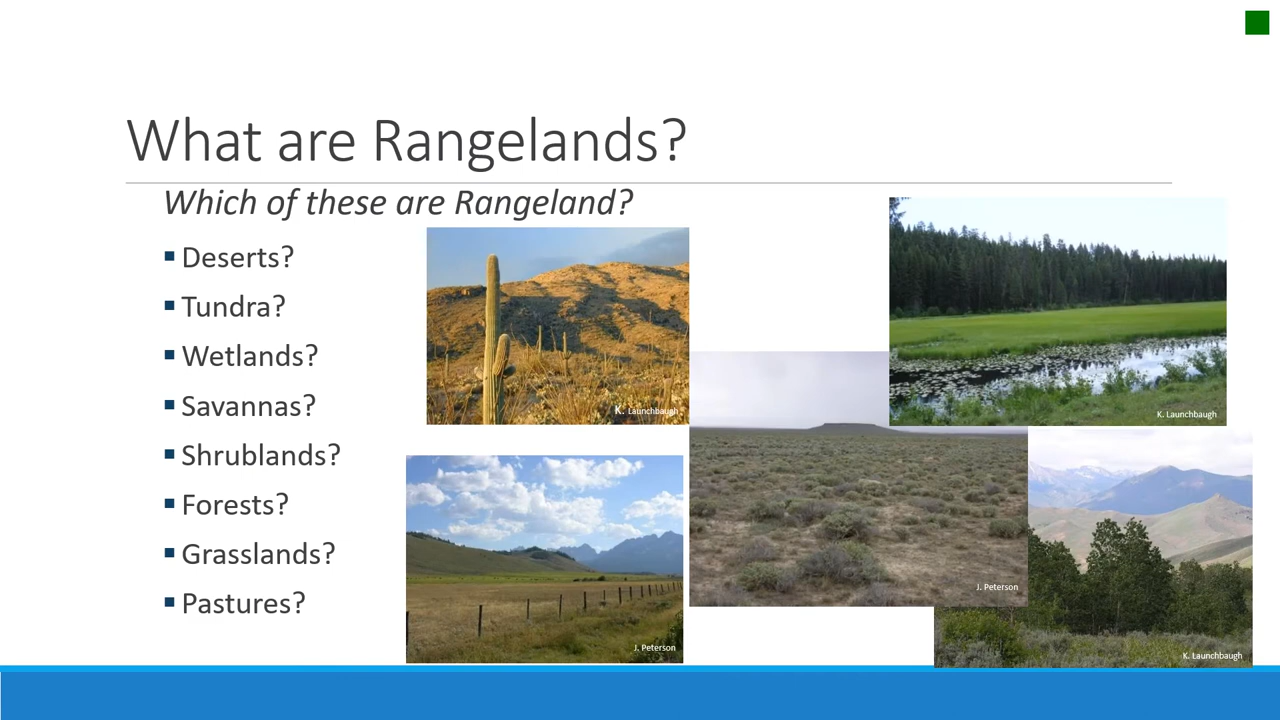 What are Rangelands?
Which of these are Rangeland?
▪ Deserts?
▪ Tundra?
▪ Wetlands?
▪ Savannas?
▪ Shrublands?
▪ Forests?
▪ Grasslands?
▪ Pastures?
K. Launchbaugh
K. Launchbaugh
J. Peterson
J. Peterson
K. Launchbaugh